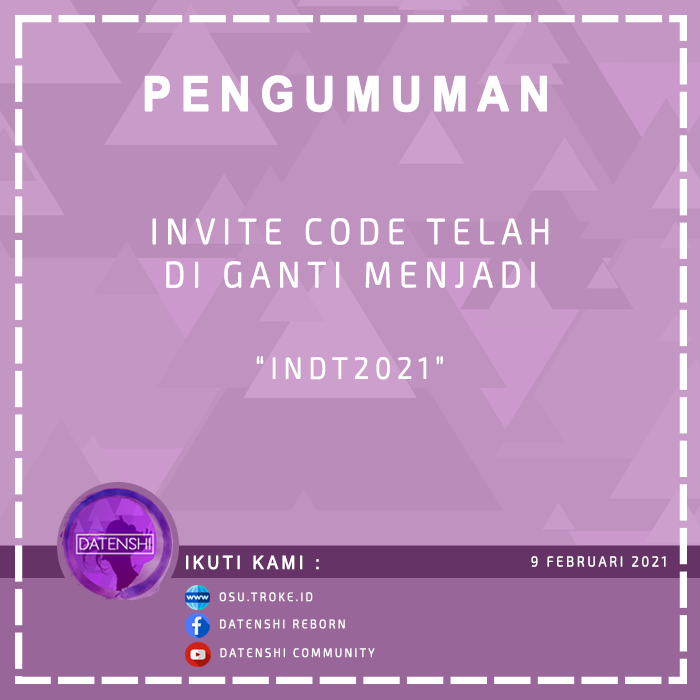 PENGUMUMAN
INVITE CODE TELAH
DI GANTI MENJADI
“INDT2021”
DATENSHI
IKUTI KAMI :
9 FEBRUARI 2021
www
OSU.TROKE.ID
DATENSHI REBORN
DATENSHI COMMUNITY